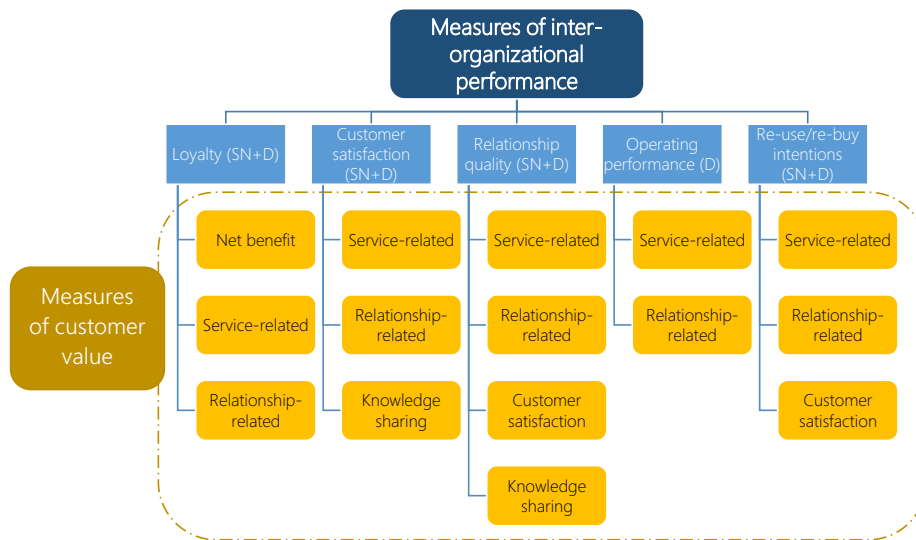 Measures of inter-
organizational
performance
Loyalty (SN+D)
Customer
satisfaction
(SN+D)
Relationship
quality (SN+D)
Operating
performance (D)
Re-use/re-buy
intentions
(SN+D)
Measures
of customer
value
Net benefit
Service-related
Relationship-
related
Service-related
Relationship-
related
Knowledge
sharing
Service-related
Relationship-
related
Customer
satisfaction
Knowledge
sharing
Service-related
Relationship-
related
Service-related
Relationship-
related
Customer
satisfaction